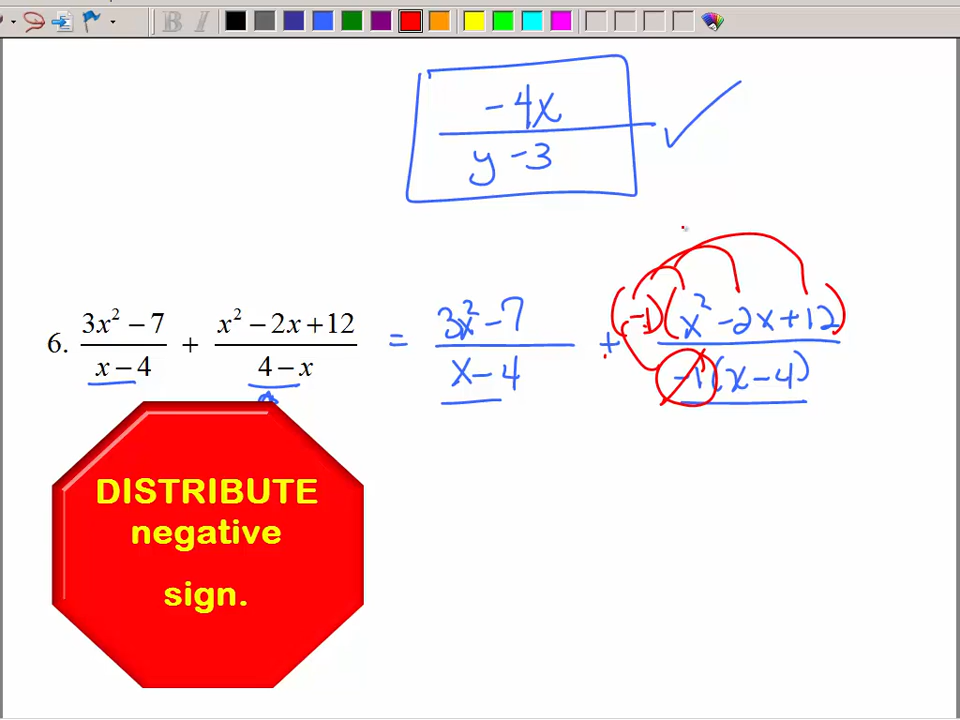 B I
-4x
y -3
6. 3x² − 7 / x − 4 + x² − 2x + 12 / 4 − x = 3x² - 7 / x - 4 + (-1)(x² - 2x + 12) / -1(x - 4)
DISTRIBUTE
negative
sign.